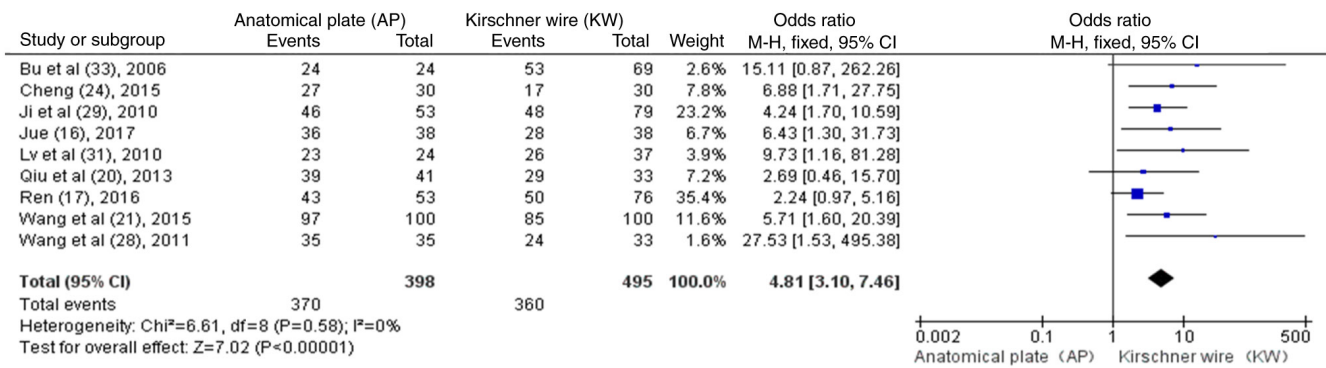 Anatomical plate (AP) Kirschner wire (KW) Odds ratio Odds ratio
Study or subgroup Events Total Events Total Weight M-H, fixed, 95% CI M-H, fixed, 95% CI
Bu et al (33), 2006 24 24 53 69 2.6% 15.11 [0.87, 262.26]
Cheng (24), 2015 27 30 17 30 7.8% 6.88 [1.71, 27.75]
Ji et al (29), 2010 46 53 48 79 23.2% 4.24 [1.70, 10.59]
Jue (16), 2017 36 38 28 38 6.7% 6.43 [1.30, 31.73]
Lv et al (31), 2010 23 24 26 37 3.9% 9.73 [1.16, 81.28]
Qiu et al (20), 2013 39 41 29 33 7.2% 2.69 [0.46, 15.70]
Ren (17), 2016 43 53 50 76 35.4% 2.24 [0.97, 5.16]
Wang et al (21), 2015 97 100 85 100 11.6% 5.71 [1.60, 20.39]
Wang et al (28), 2011 35 35 24 33 1.6% 27.53 [1.53, 495.38]
Total (95% CI) 398 495 100.0% 4.81 [3.10, 7.46]
Total events 370 360
Heterogeneity: Chi²=6.61, df=8 (P=0.58); I²=0%
Test for overall effect: Z=7.02 (P<0.00001)
0.002 0.1 1 10 500
Anatomical plate (AP) Kirschner wire (KW)